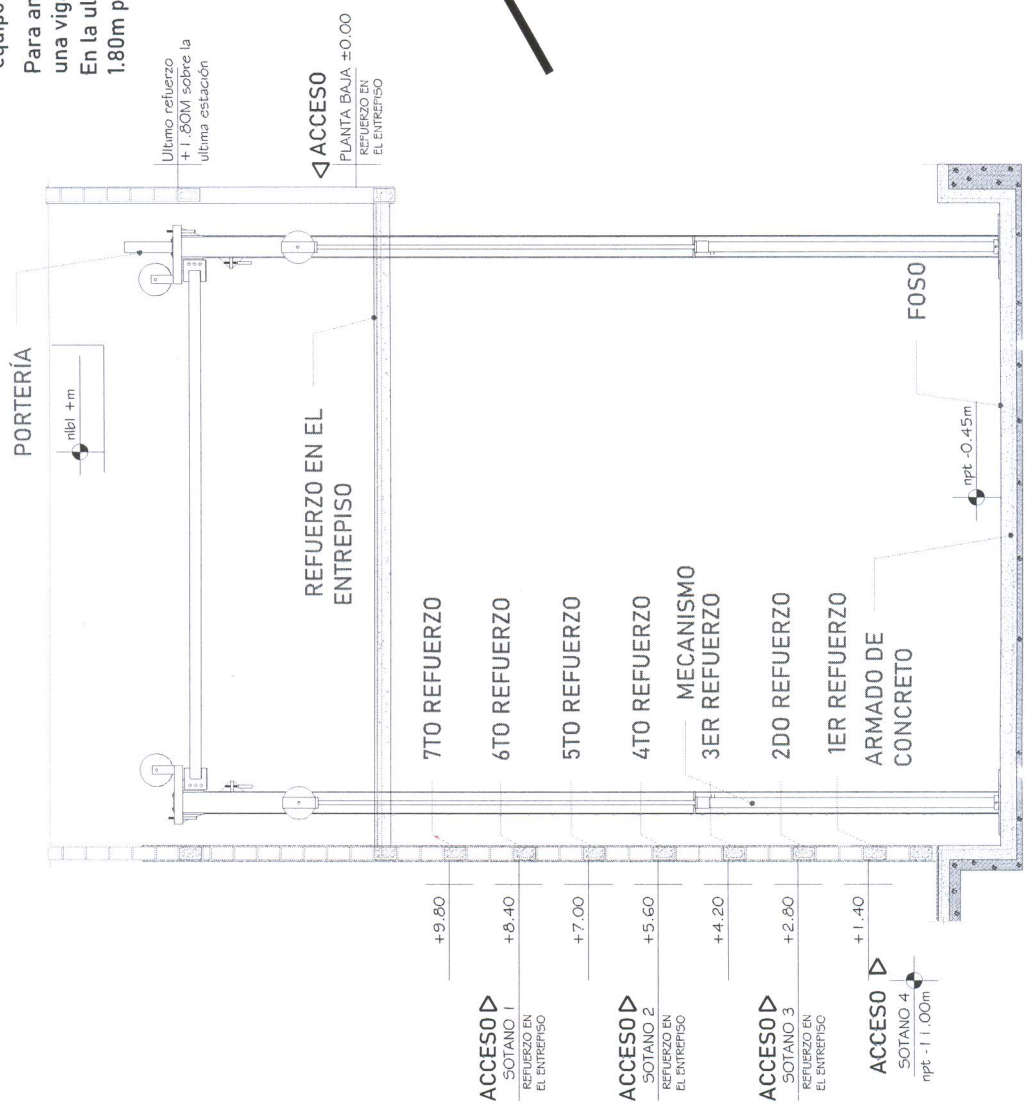 equipo
Para an
una viga
En la ul
1.80m p
PORTERÍA
nlbl +m
Ultimo refuerzo
+1.80M sobre la
ultima estación
ACCESO
PLANTA BAJA ±0.00
REFUERZO EN
EL ENTREPISO
REFUERZO EN EL
ENTREPISO
7TO REFUERZO
6TO REFUERZO
5TO REFUERZO
4TO REFUERZO
MECANISMO
3ER REFUERZO
2DO REFUERZO
1ER REFUERZO
ARMADO DE
CONCRETO
FOSO
npt -0.45m
+9.80
+8.40
+7.00
+5.60
+4.20
+2.80
+1.40
ACCESO
SOTANO 1
REFUERZO EN
EL ENTREPISO
ACCESO
SOTANO 2
REFUERZO EN
EL ENTREPISO
ACCESO
SOTANO 3
REFUERZO EN
EL ENTREPISO
ACCESO
SOTANO 4
npt -11.00m